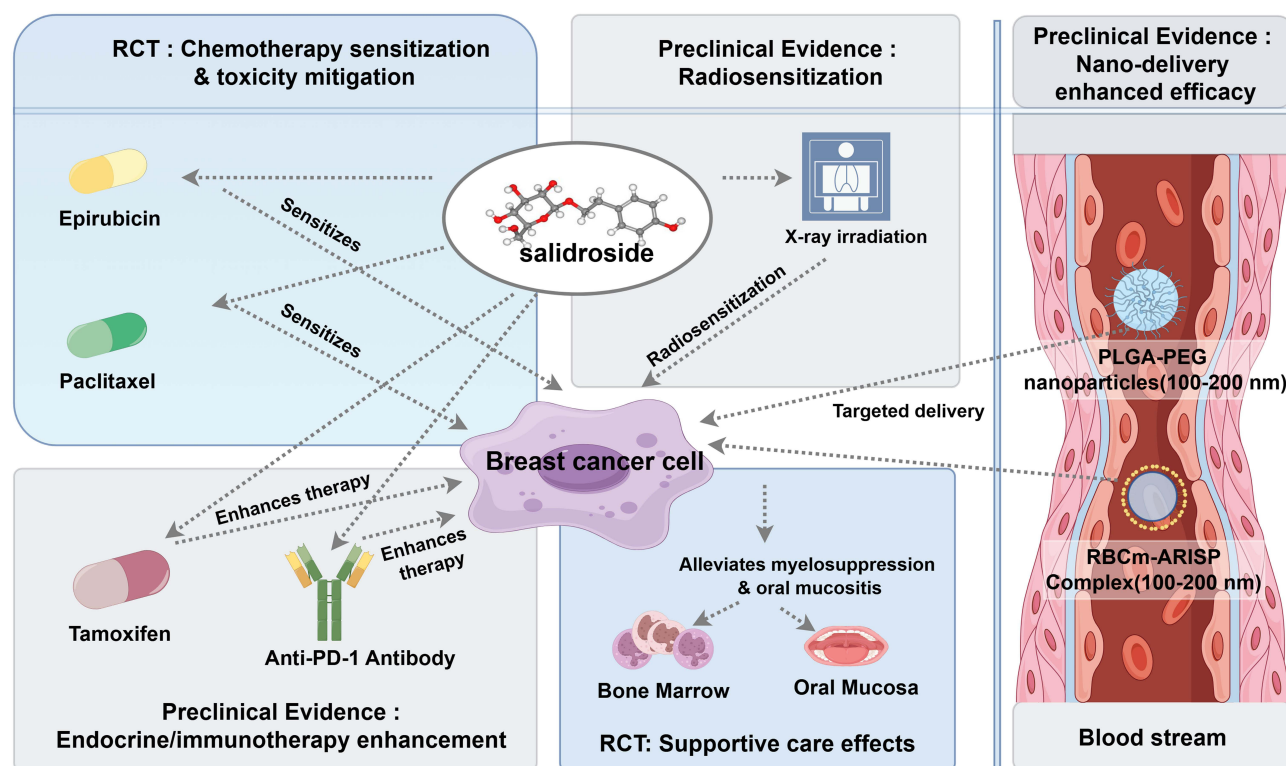 RCT : Chemotherapy sensitization
& toxicity mitigation
Preclinical Evidence :
Radiosensitization
Preclinical Evidence :
Nano-delivery
enhanced efficacy
Epirubicin
Sensitizes
salidroside
X-ray irradiation
Paclitaxel
Sensitizes
Radiosensitization
PLGA-PEG
nanoparticles(100-200 nm)
Targeted delivery
Breast cancer cell
Enhances therapy
Enhances
therapy
Tamoxifen
Anti-PD-1 Antibody
Preclinical Evidence :
Endocrine/immunotherapy enhancement
Alleviates myelosuppression
& oral mucositis
Bone Marrow
Oral Mucosa
RCT: Supportive care effects
RBCm-ARISP
Complex(100-200 nm)
Blood stream